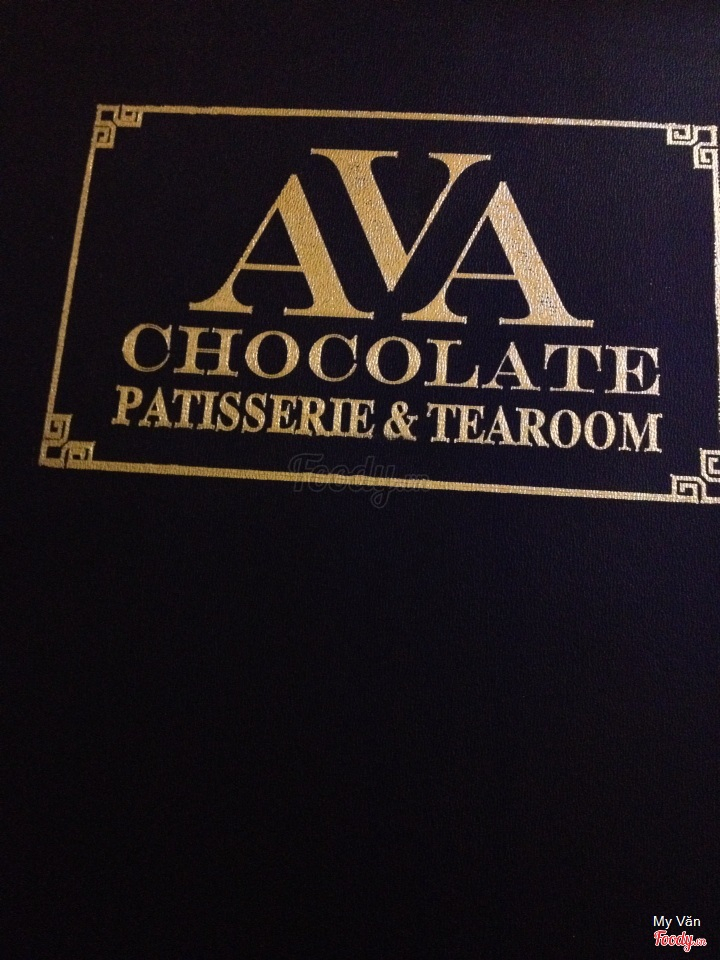 AVA
CHOCOLATE
PATISSERIE & TEAROOM
Foody.vn
My Văn
Foody.vn